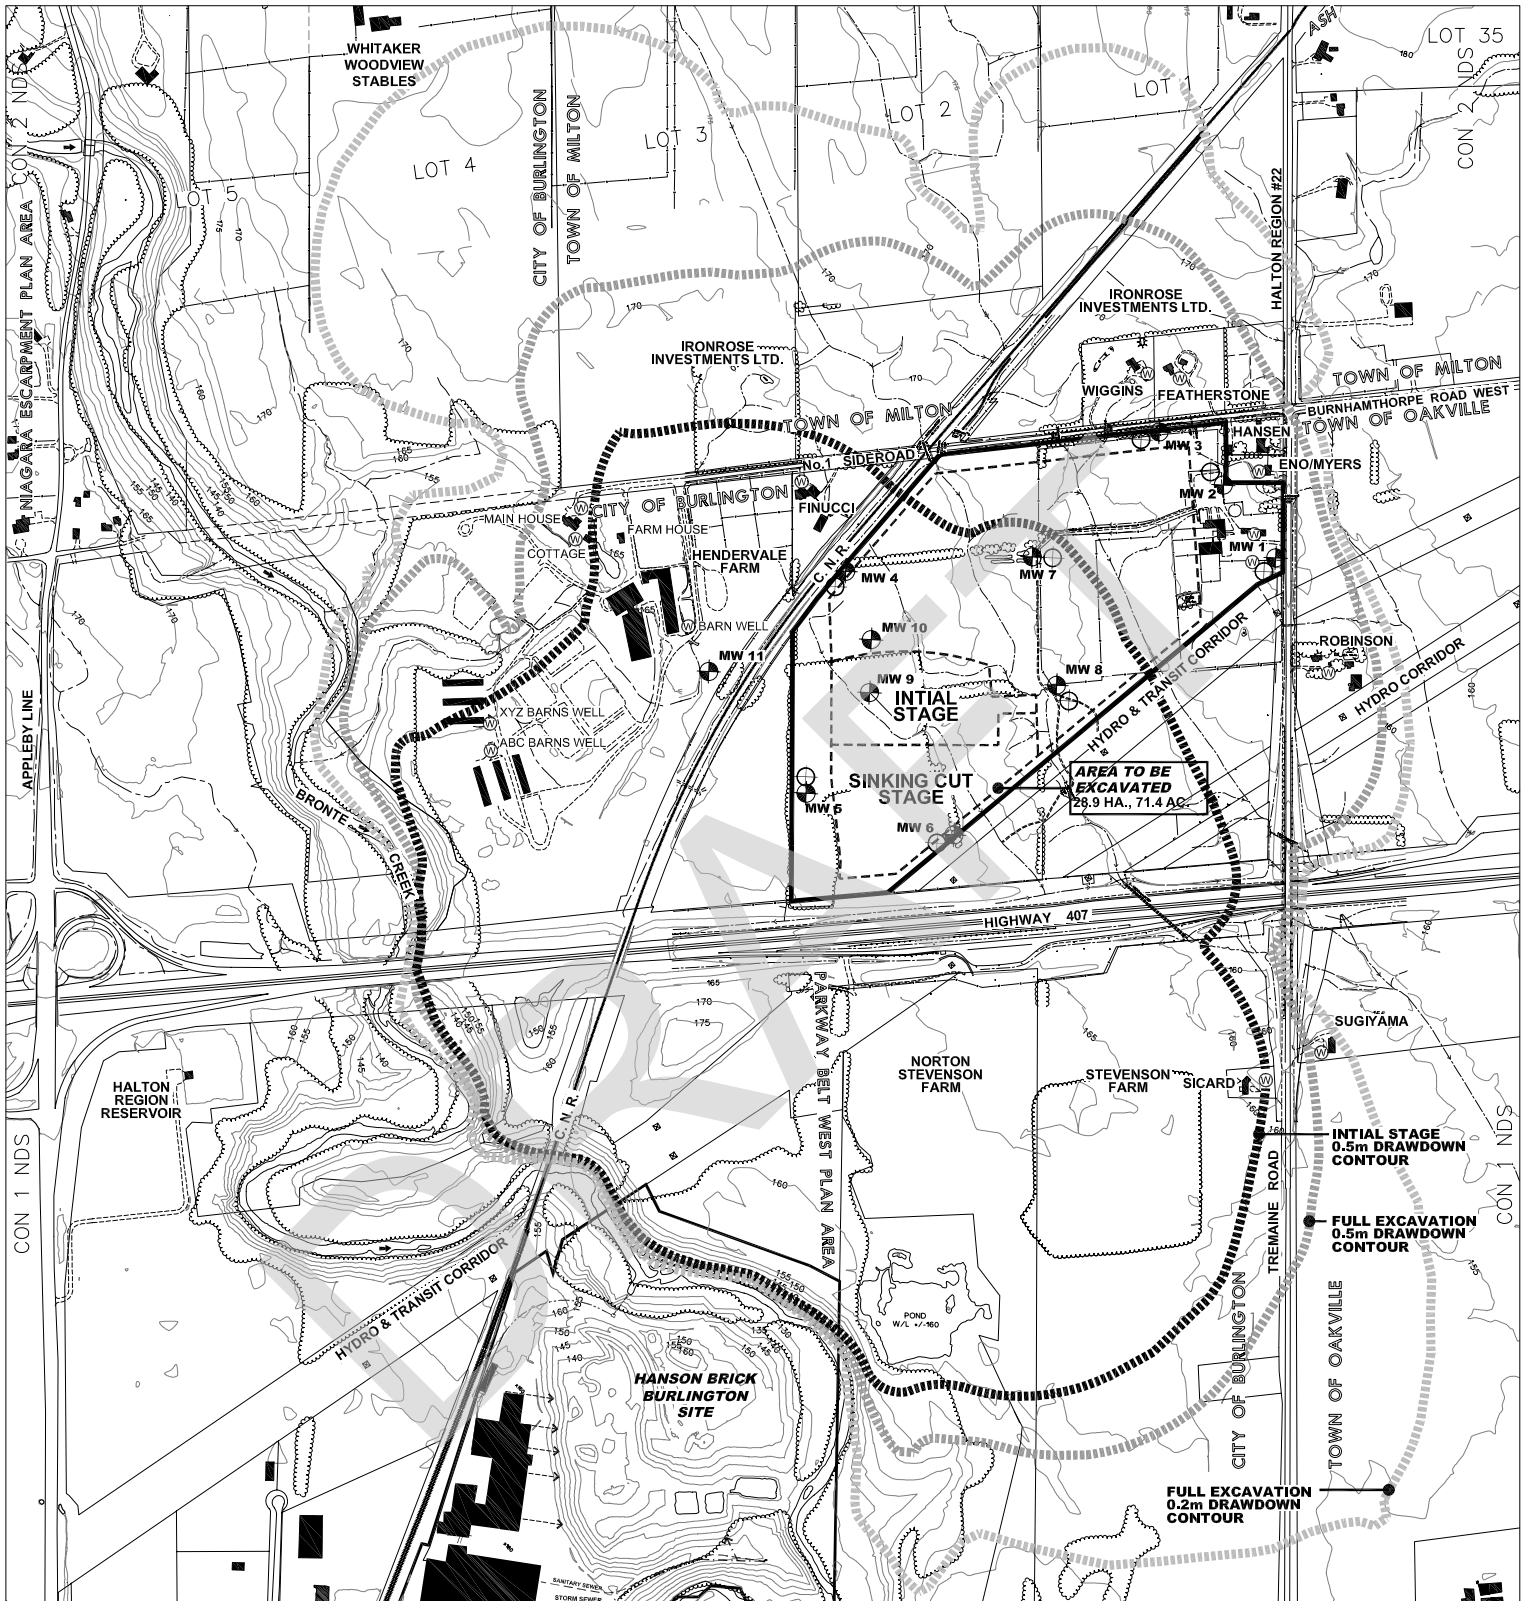 WHITAKER
WOODVIEW
STABLES
LOT 35
ASH
CON 2 NDS
CON 2 NDS
NIAGARA ESCARPMENT PLAN AREA
LOT 5
LOT 4
LOT 3
LOT 2
LOT
CITY OF BURLINGTON
TOWN OF MILTON
HALTON REGION #22
IRONROSE
INVESTMENTS LTD.
IRONROSE
INVESTMENTS LTD.
WIGGINS
FEATHERSTONE
TOWN OF MILTON
BURNHAMTHORPE ROAD WEST
TOWN OF OAKVILLE
TOWN OF MILTON
No.1 SIDEROAD
CITY OF BURLINGTON
HANSEN
ENO/MYERS
MW 3
MW 2
MW 1
MAIN HOUSE
COTTAGE
FARM HOUSE
HENDERVALE
FARM
FINUCCI
C. N. R.
MW 4
MW 7
BARN WELL
MW 10
MW 11
MW 9
MW 8
INTIAL
STAGE
ROBINSON
HYDRO CORRIDOR
HYDRO & TRANSIT CORRIDOR
XYZ BARNS WELL
ABC BARNS WELL
APPLEBY LINE
BRONTE
CREEK
SINKING CUT
STAGE
MW 5
MW 6
AREA TO BE
EXCAVATED
28.9 HA., 71.4 AC.
HIGHWAY 407
DRAFT
PARKWAY BELT WEST PLAN AREA
SUGIYAMA
NORTON
STEVENSON
FARM
STEVENSON
FARM
SICARD
HALTON
REGION
RESERVOIR
C. N. R.
CON 1 NDS
CON 1 NDS
INTIAL STAGE
0.5m DRAWDOWN
CONTOUR
FULL EXCAVATION
0.5m DRAWDOWN
CONTOUR
TREMAINE ROAD
HYDRO & TRANSIT CORRIDOR
CITY OF BURLINGTON
TOWN OF OAKVILLE
POND
W/L +/-160
HANSON BRICK
BURLINGTON
SITE
FULL EXCAVATION
0.2m DRAWDOWN
CONTOUR
SANITARY SEWER
STORM SEWER